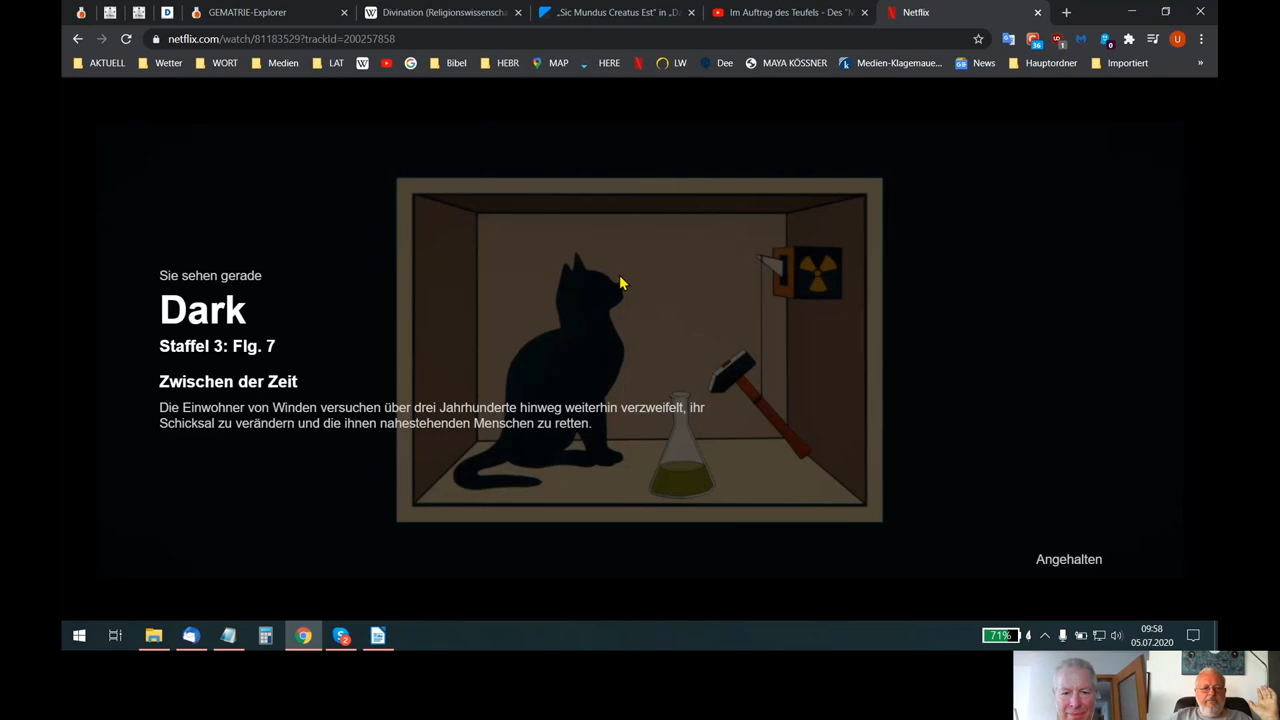 GEMATRIE-Explorer
Divination (Religionswissenscha
„Sic Mundus Creatus Est" in „Da
Im Auftrag des Teufels - Des "M
Netflix
netflix.com/watch/81183529?trackId=200257858
AKTUELL Wetter WORT Medien LAT Bibel HEBR MAP HERE LW Dee MAYA KÖSSNER Medien-Klagemaue... News Hauptordner Importiert »
Sie sehen gerade
Dark
Staffel 3: Flg. 7
Zwischen der Zeit
Die Einwohner von Winden versuchen über drei Jahrhunderte hinweg weiterhin verzweifelt, ihr
Schicksal zu verändern und die ihnen nahestehenden Menschen zu retten.
Angehalten
71%
09:58
05.07.2020